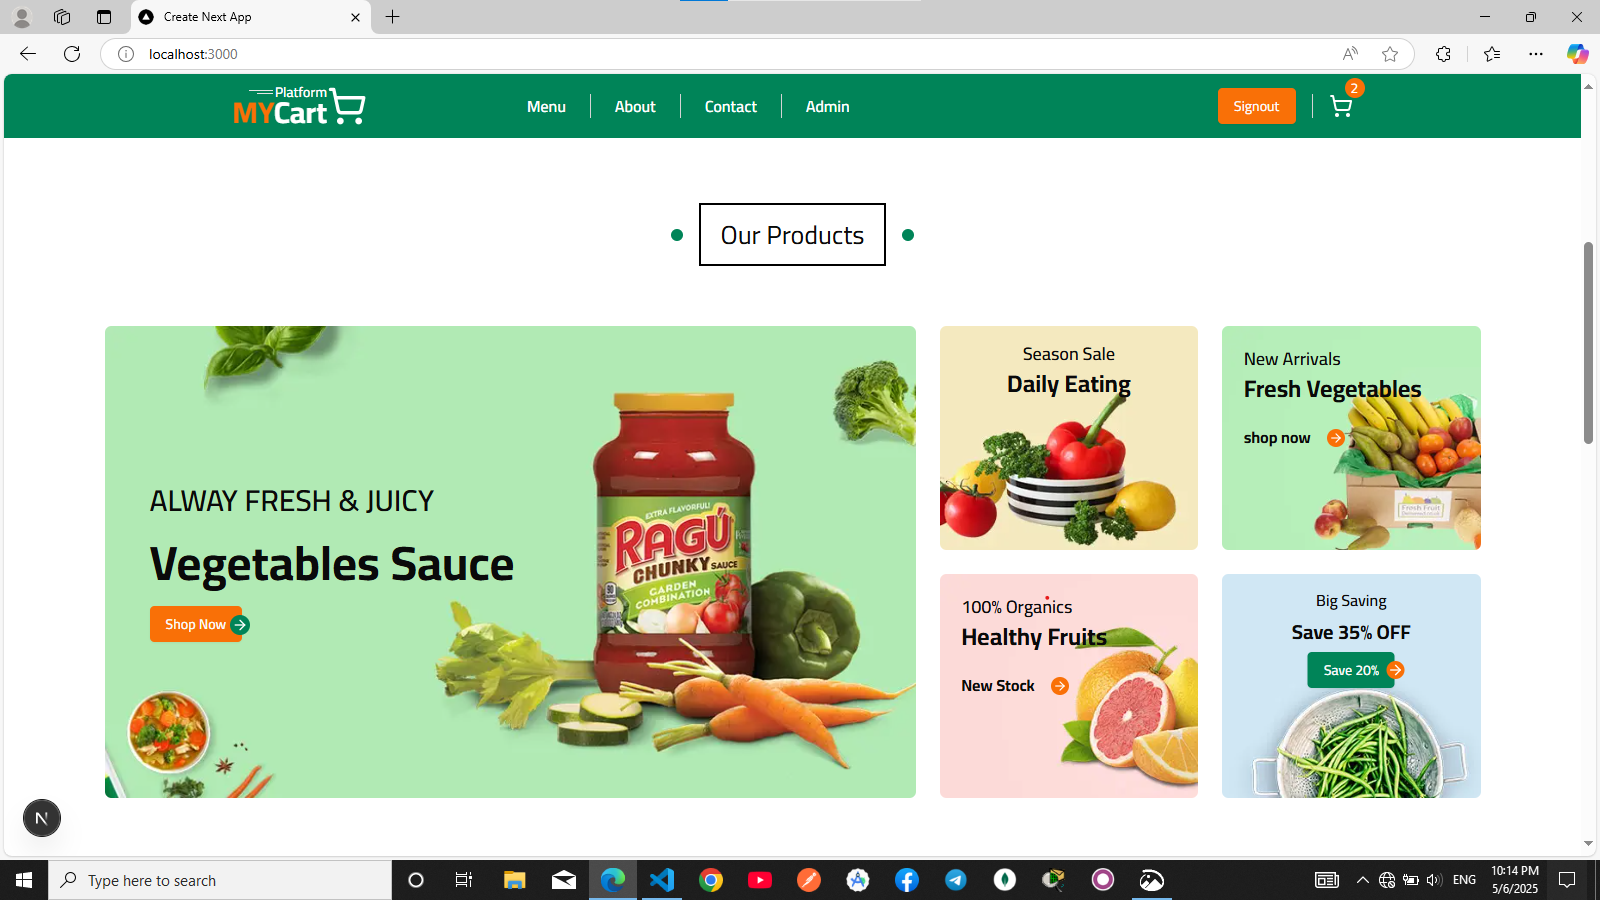 Create Next App
localhost:3000
Platform
MYCart
Menu
About
Contact
Admin
Signout
2
Our Products
ALWAY FRESH & JUICY
Vegetables Sauce
Shop Now
EXTRA FLAVORFUL!
RAGÚ
CHUNKY SAUCE
GARDEN
COMBINATION
Season Sale
Daily Eating
New Arrivals
Fresh Vegetables
shop now
Fresh Fruit
100% Organics
Healthy Fruits
New Stock
Big Saving
Save 35% OFF
Save 20%
N
Type here to search
ENG
10:14 PM
5/6/2025